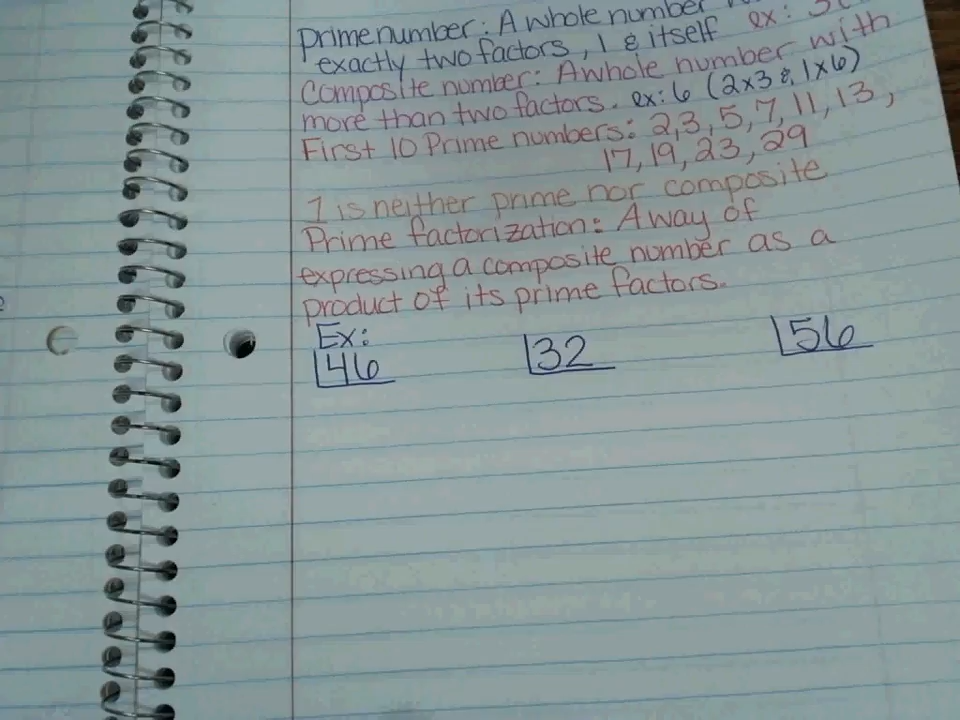 prime number: A whole number
exactly two factors, 1 & itself ex:
Composite number: A whole number with
more than two factors. ex: 6 (2x3 & 1x6)
First 10 Prime numbers: 2,3,5,7,11,13,
17,19,23,29
1 is neither prime nor composite
Prime factorization: A way of
expressing a composite number as a
product of its prime factors.
Ex:
46 32 56